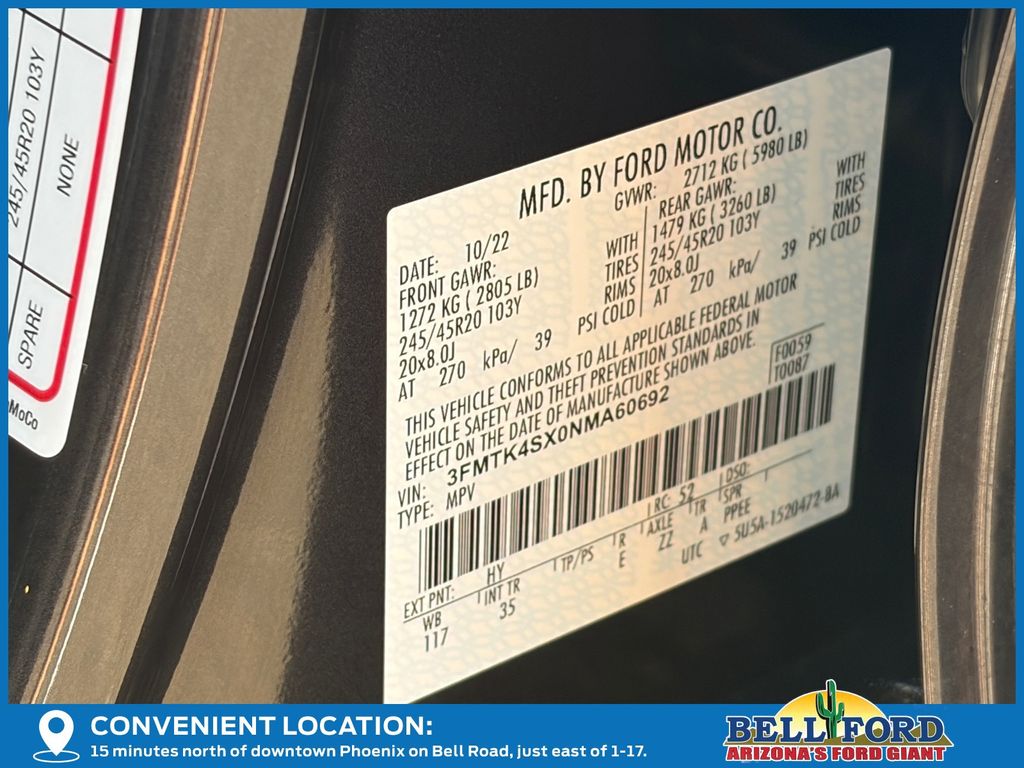 245/45R20 103Y
NONE
SPARE
MoCo
MFD. BY FORD MOTOR CO.
DATE: 10/22
GVWR: 2712 KG ( 5980 LB)
FRONT GAWR:
REAR GAWR:
1272 KG ( 2805 LB) WITH
1479 KG ( 3260 LB) WITH
245/45R20 103Y TIRES
245/45R20 103Y TIRES
20x8.0J RIMS
20x8.0J RIMS
AT 270 kPa/ 39 PSI COLD
AT 270 kPa/ 39 PSI COLD
THIS VEHICLE CONFORMS TO ALL APPLICABLE FEDERAL MOTOR
VEHICLE SAFETY AND THEFT PREVENTION STANDARDS IN
EFFECT ON THE DATE OF MANUFACTURE SHOWN ABOVE.
F0059
T0087
VIN: 3FMTK4SX0NMA60692
TYPE: MPV
EXT PNT: HY RC: 52 DSO:
WB INT TR TP/PS R AXLE TR SPR
117 35 E ZZ A PPEE
UTC ▽ 5U5A-1520472-BA
CONVENIENT LOCATION:
15 minutes north of downtown Phoenix on Bell Road, just east of 1-17.
BELL FORD
ARIZONA'S FORD GIANT